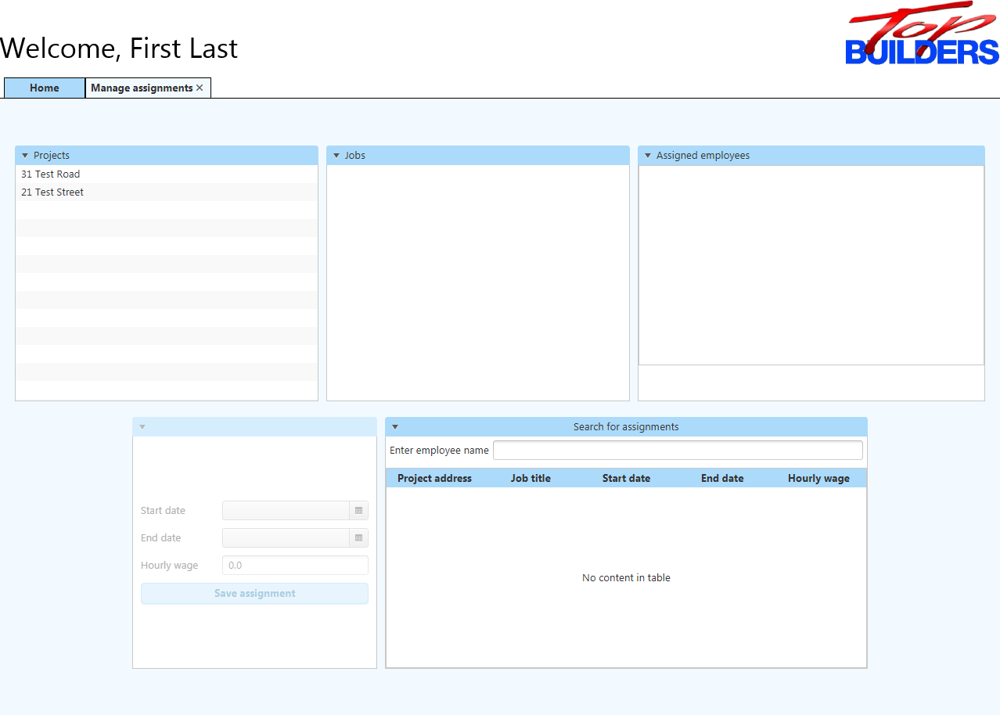 Top
BUILDERS
Welcome, First Last
Home
Manage assignments
Projects
31 Test Road
21 Test Street
Jobs
Assigned employees
Start date
End date
Hourly wage
0.0
Save assignment
Search for assignments
Enter employee name
Project address Job title Start date End date Hourly wage
No content in table